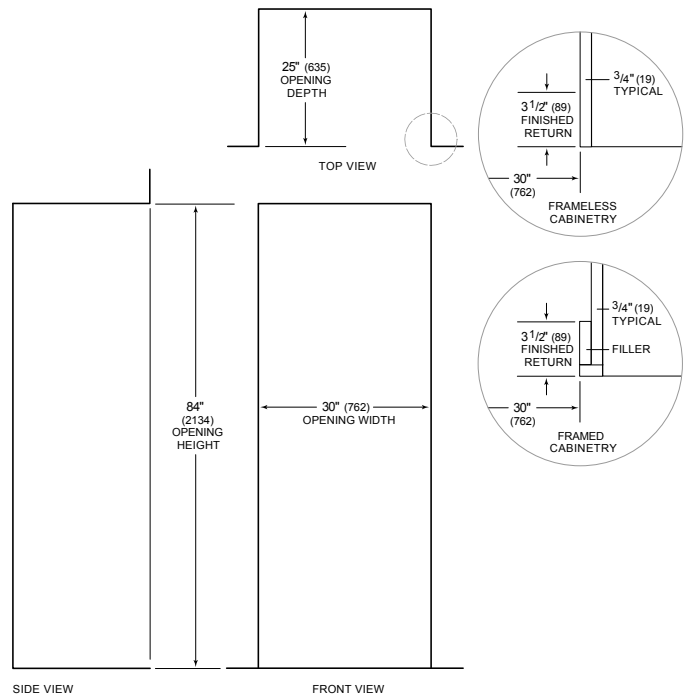 25" (635)
OPENING
DEPTH
TOP VIEW
3/4" (19)
TYPICAL
3 1/2" (89)
FINISHED
RETURN
30"
(762)
FRAMELESS
CABINETRY
3/4" (19)
TYPICAL
3 1/2" (89)
FINISHED
RETURN
FILLER
30"
(762)
FRAMED
CABINETRY
84"
(2134)
OPENING
HEIGHT
30" (762)
OPENING WIDTH
SIDE VIEW
FRONT VIEW